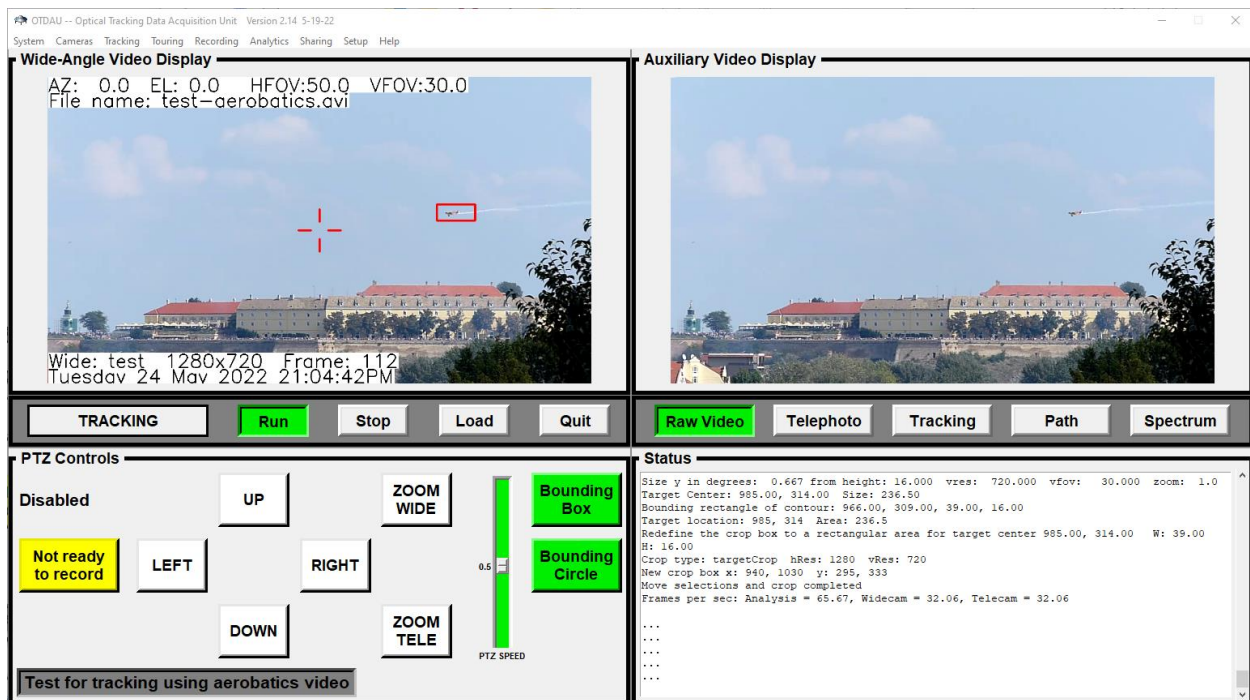 OTDAU -- Optical Tracking Data Acquisition Unit Version 2.14 5-19-22
System Cameras Tracking Touring Recording Analytics Sharing Setup Help
Wide-Angle Video Display
AZ: 0.0 EL: 0.0 HFOV:50.0 VFOV:30.0
File name: test-aerobatics.avi
Wide: test 1280x720 Frame: 112
Tuesday 24 May 2022 21:04:42PM
Auxiliary Video Display
TRACKING Run Stop Load Quit
Raw Video Telephoto Tracking Path Spectrum
PTZ Controls
Disabled
Not ready
to record
UP
LEFT
RIGHT
DOWN
ZOOM
WIDE
ZOOM
TELE
0.5
PTZ SPEED
Bounding
Box
Bounding
Circle
Test for tracking using aerobatics video
Status
Size y in degrees: 0.667 from height: 16.000 vres: 720.000 vfov: 30.000 zoom: 1.0
Target Center: 985.00, 314.00 Size: 236.50
Bounding rectangle of contour: 966.00, 309.00, 39.00, 16.00
Target location: 985, 314 Area: 236.5
Redefine the crop box to a rectangular area for target center 985.00, 314.00 W: 39.00
H: 16.00
Crop type: targetCrop hRes: 1280 vRes: 720
New crop box x: 940, 1030 y: 295, 333
Move selections and crop completed
Frames per sec: Analysis = 65.67, Widecam = 32.06, Telecam = 32.06
...
...
...
...
...